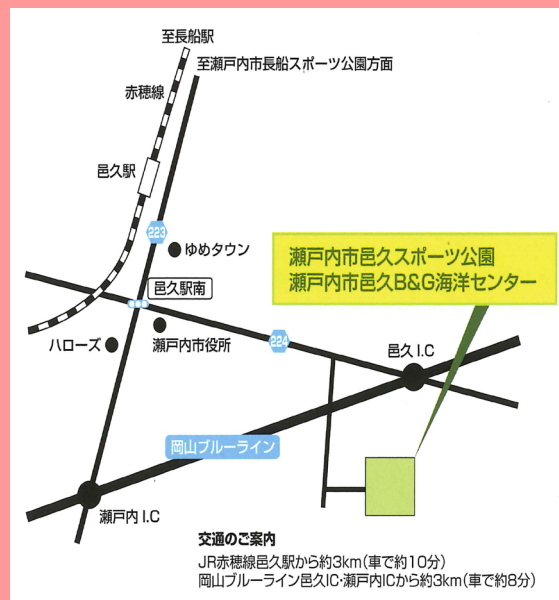 至長船駅
至瀬戸内市長船スポーツ公園方面
赤穂線
邑久駅
223
ゆめタウン
瀬戸内市邑久スポーツ公園
瀬戸内市邑久B&G海洋センター
邑久駅南
ハローズ
瀬戸内市役所
224
邑久 I.C
岡山ブルーライン
瀬戸内 I.C
交通のご案内
JR赤穂線邑久駅から約3km(車で約10分)
岡山ブルーライン邑久IC・瀬戸内ICから約3km(車で約8分)